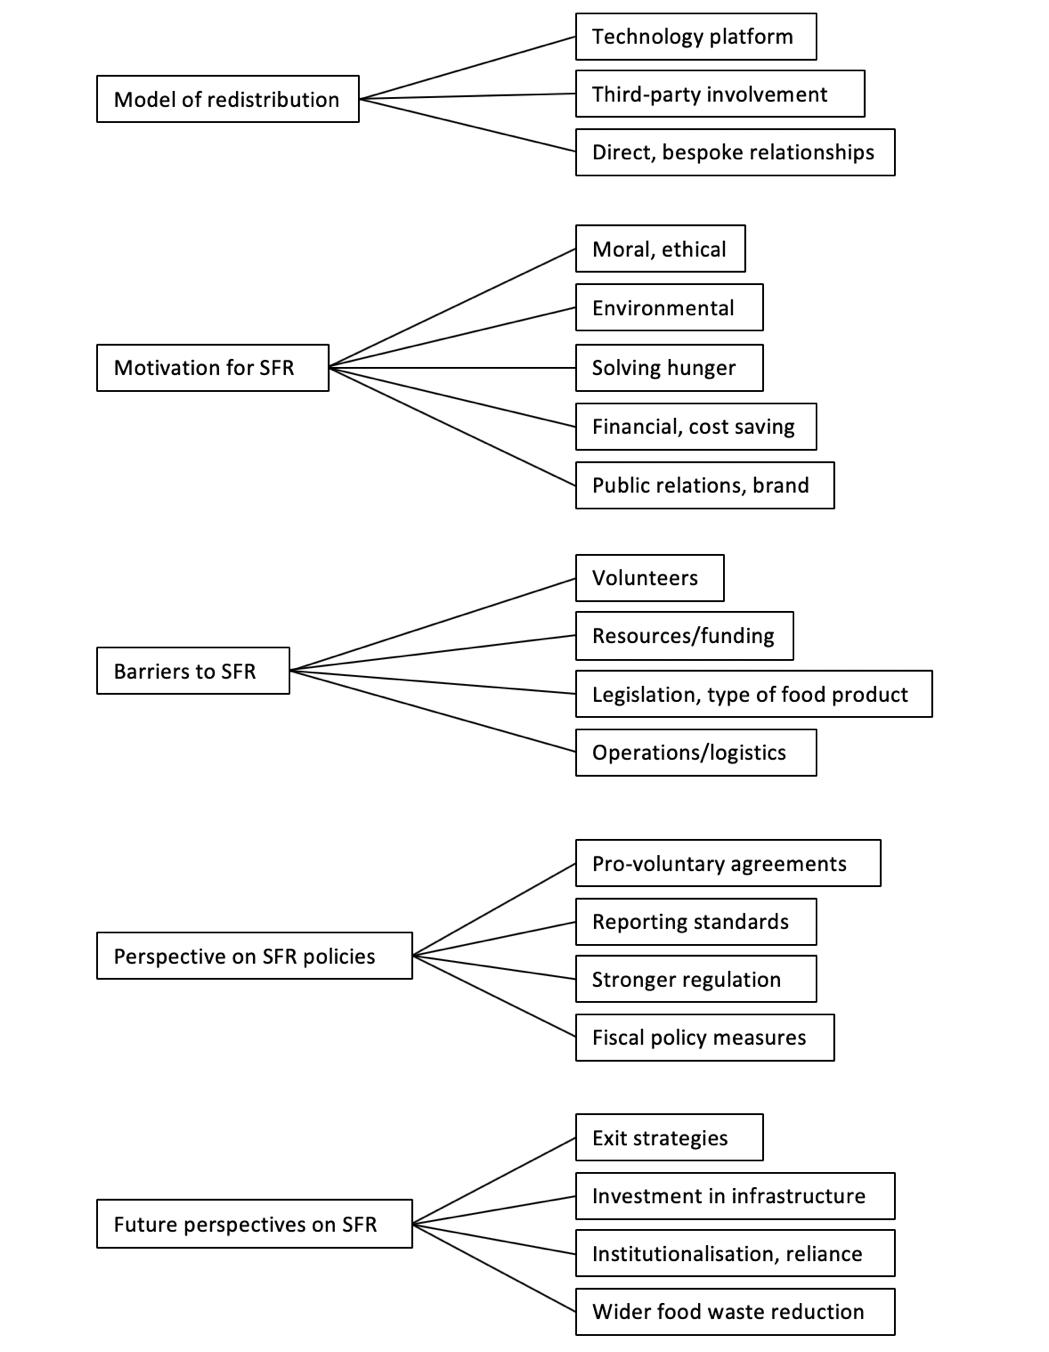 Model of redistribution
Technology platform
Third-party involvement
Direct, bespoke relationships
Motivation for SFR
Moral, ethical
Environmental
Solving hunger
Financial, cost saving
Public relations, brand
Barriers to SFR
Volunteers
Resources/funding
Legislation, type of food product
Operations/logistics
Perspective on SFR policies
Pro-voluntary agreements
Reporting standards
Stronger regulation
Fiscal policy measures
Future perspectives on SFR
Exit strategies
Investment in infrastructure
Institutionalisation, reliance
Wider food waste reduction